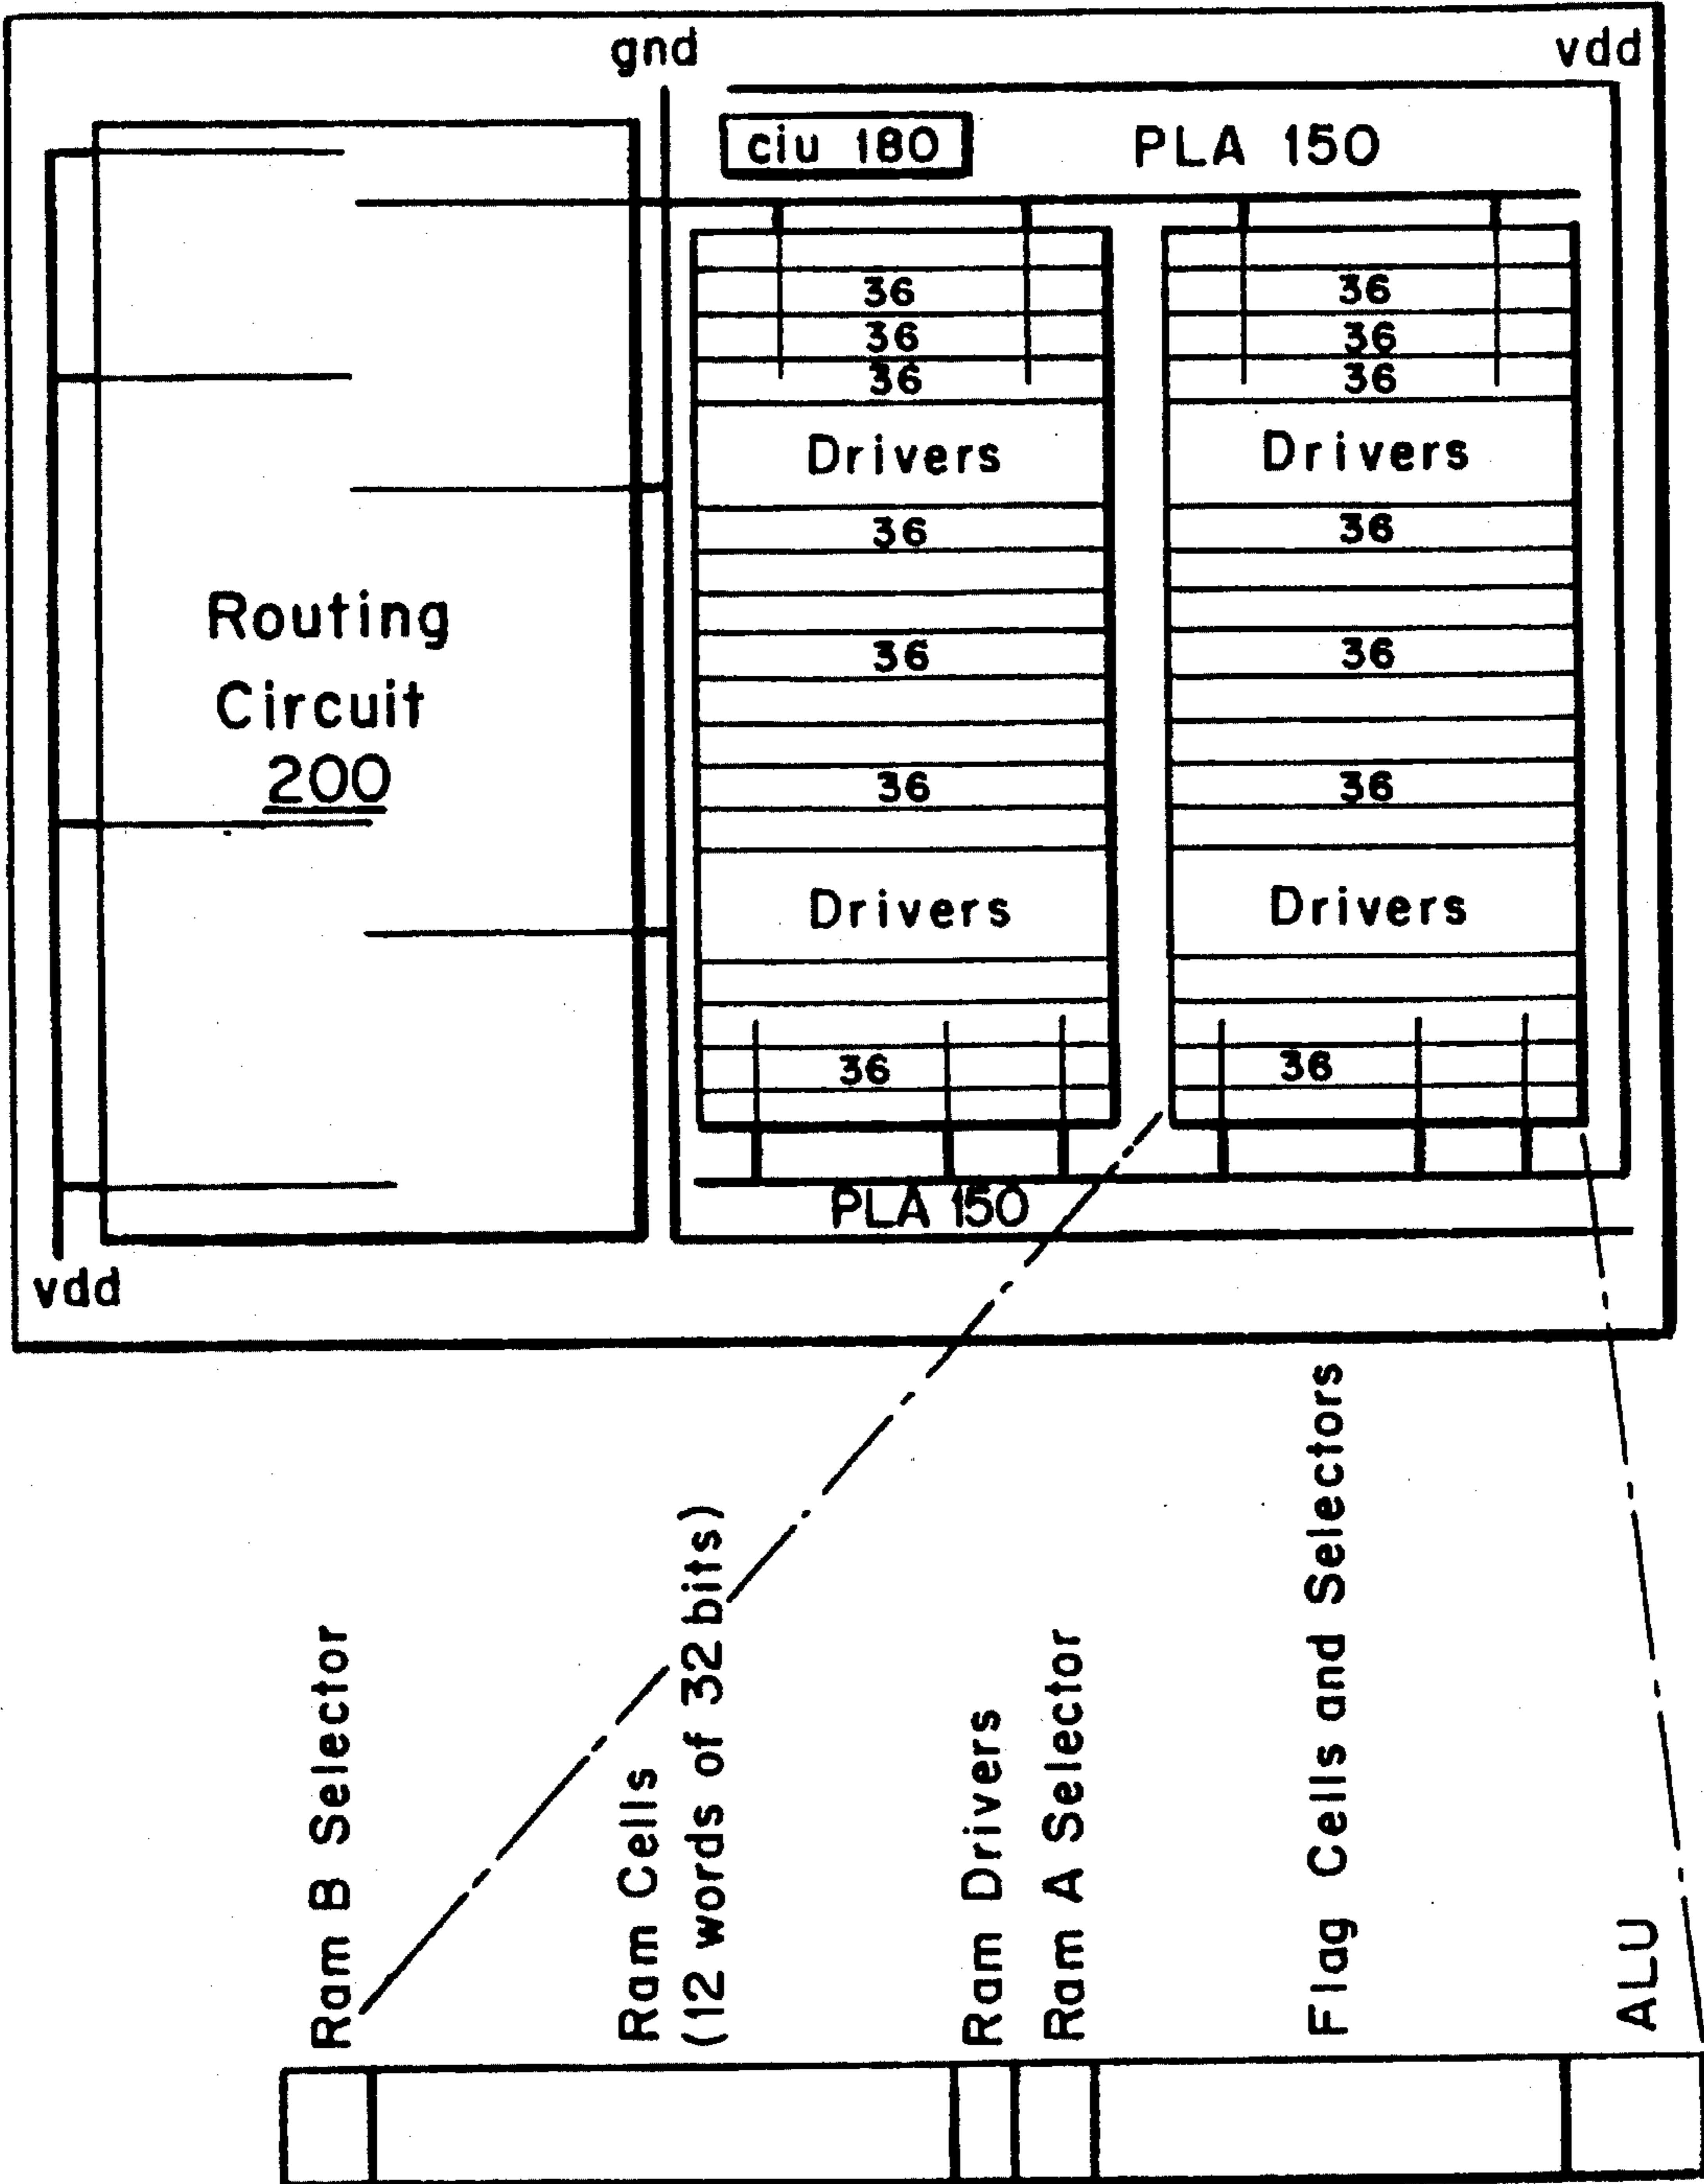 gnd
vdd
ciu 180
PLA 150
36
36
36
36
36
36
Drivers
Drivers
36
36
Routing
Circuit
200
36
36
36
36
Drivers
Drivers
36
36
PLA 150
vdd
Ram B Selector
Ram Cells
(12 words of 32 bits)
Ram Drivers
Ram A Selector
Flag Cells and Selectors
ALU